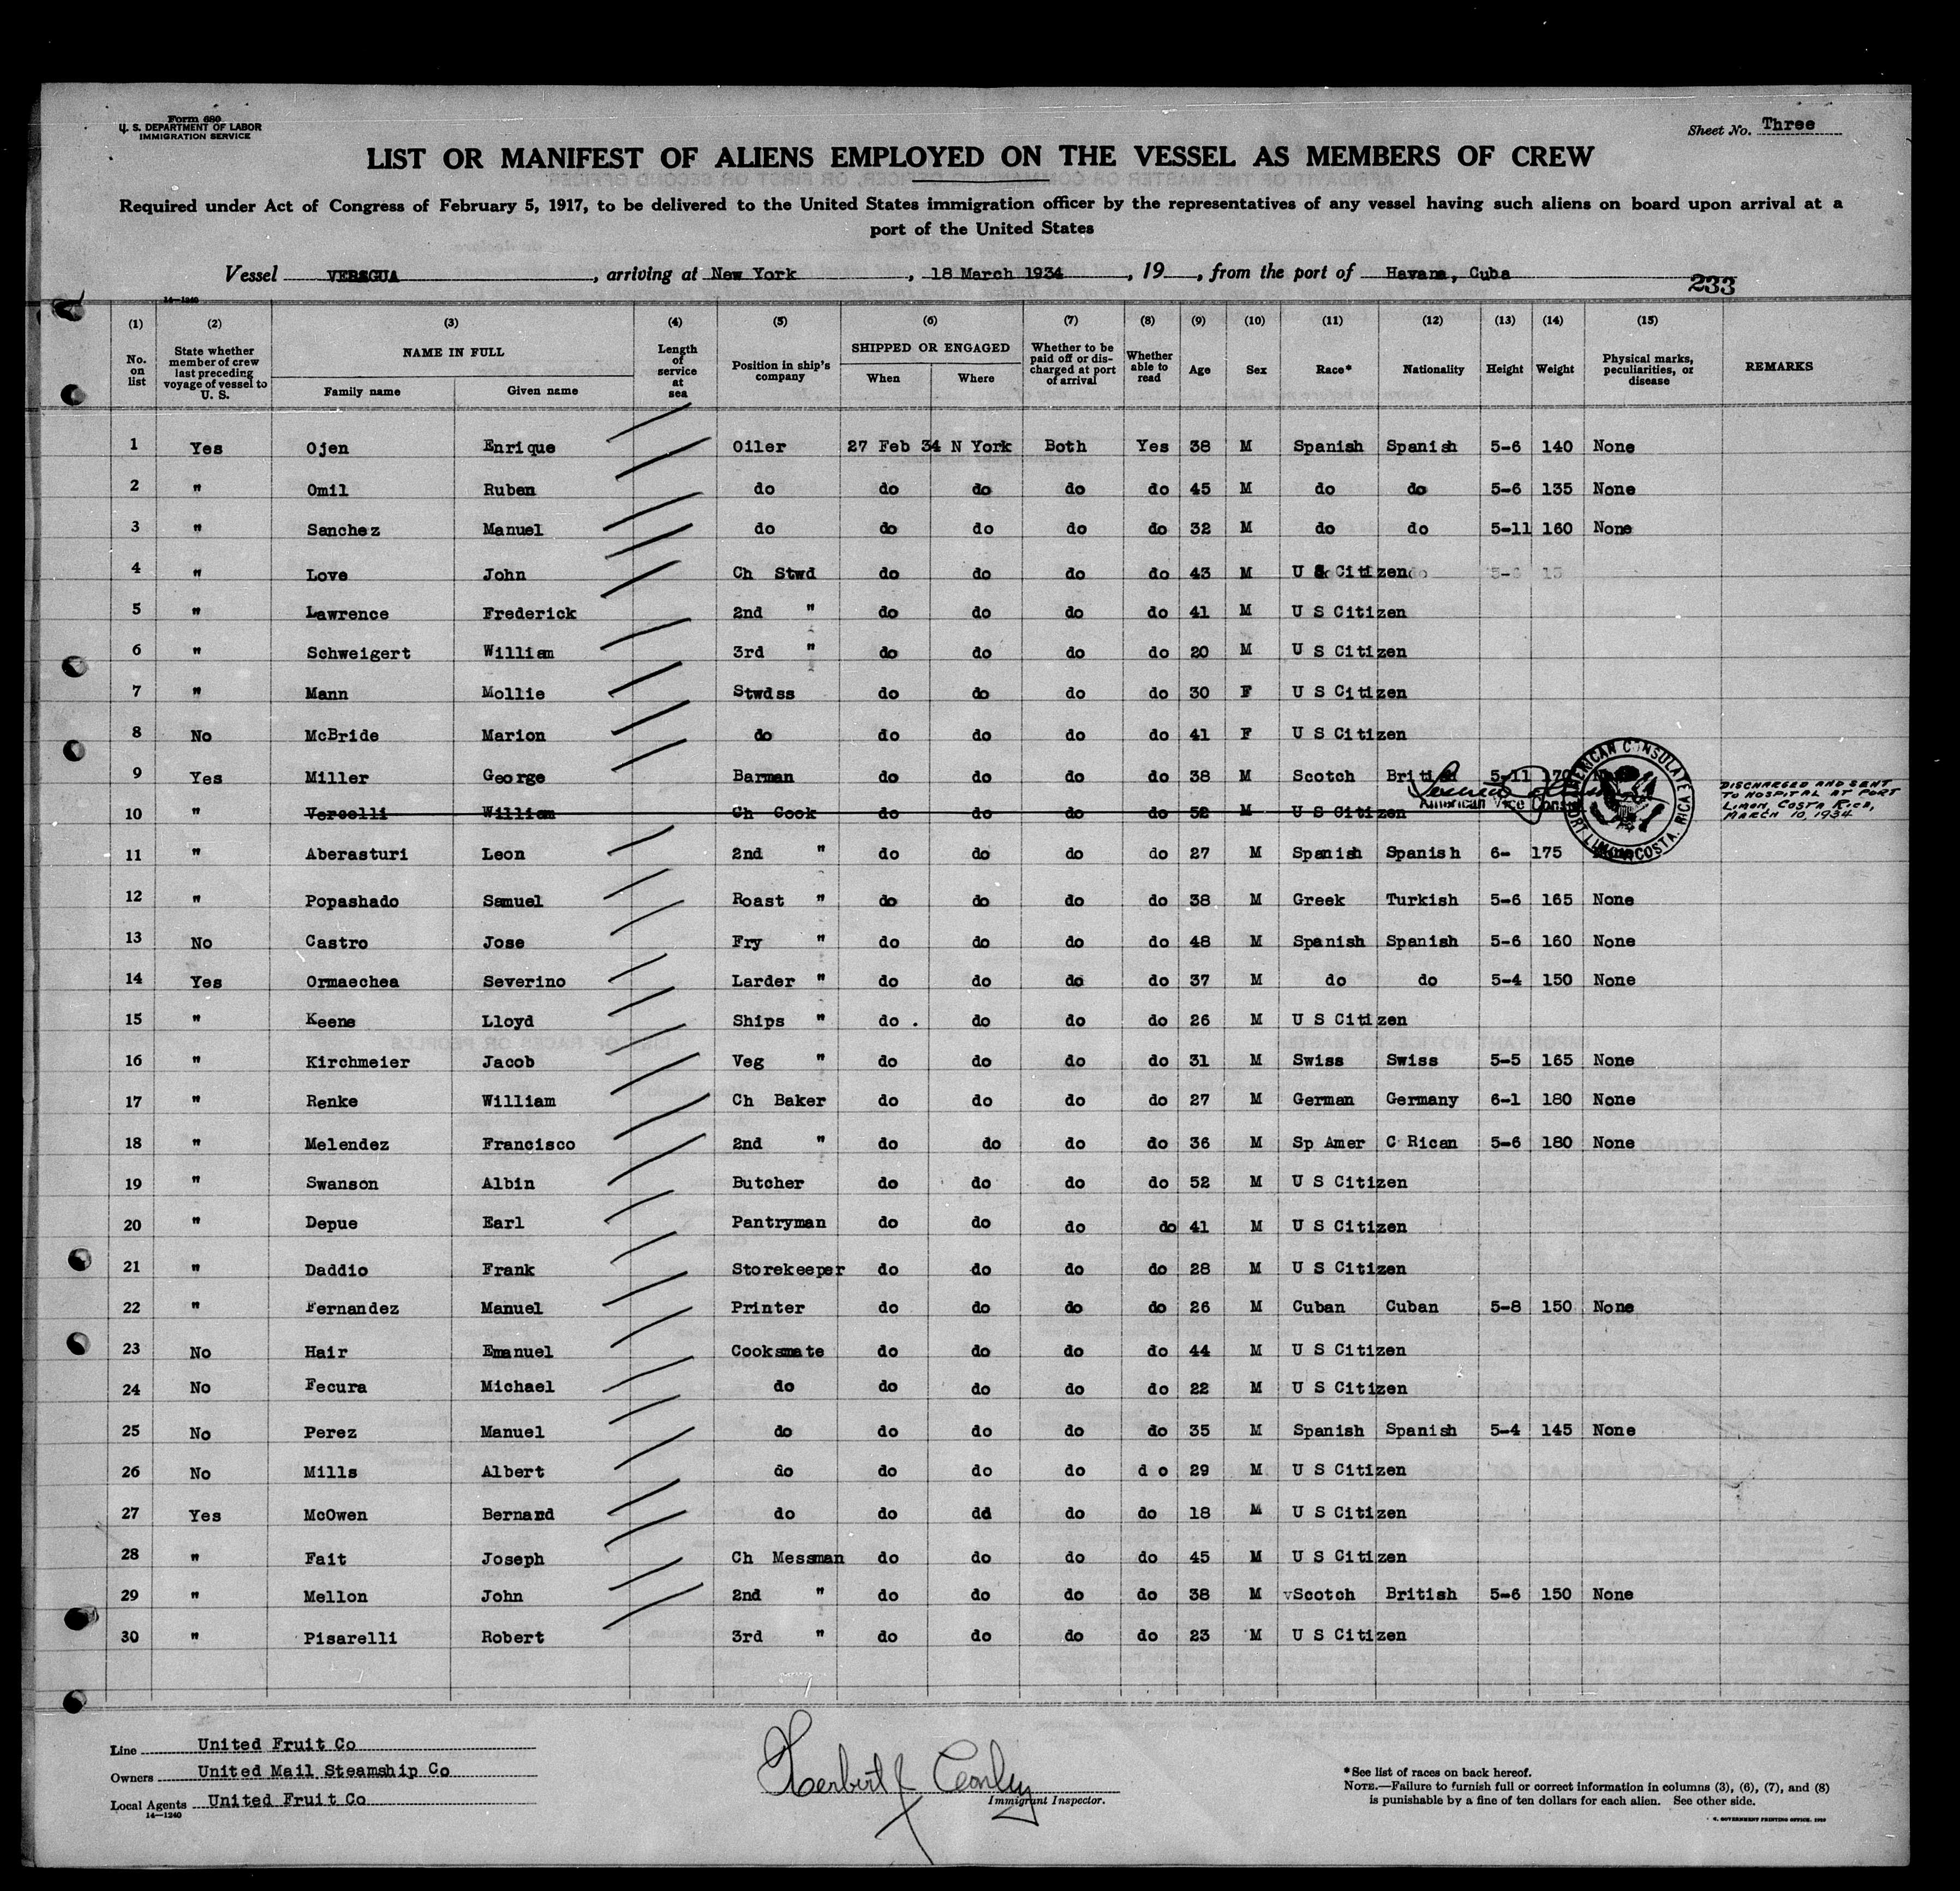 Form 680
U. S. DEPARTMENT OF LABOR
IMMIGRATION SERVICE
Sheet No. Three
LIST OR MANIFEST OF ALIENS EMPLOYED ON THE VESSEL AS MEMBERS OF CREW
Required under Act of Congress of February 5, 1917, to be delivered to the United States immigration officer by the representatives of any vessel having such aliens on board upon arrival at a
port of the United States
Vessel VERAGUA, arriving at New York, 18 March 1934, 19, from the port of Havana, Cuba
233
14—1240
(1) (2) (3) (4) (5) (6) (7) (8) (9) (10) (11) (12) (13) (14) (15)
No. on list State whether member of crew last preceding voyage of vessel to U. S. NAME IN FULL Family name Given name Length of service at sea Position in ship's company SHIPPED OR ENGAGED When Where Whether to be paid off or discharged at port of arrival Whether able to read Age Sex Race* Nationality Height Weight Physical marks, peculiarities, or disease REMARKS
1 Yes Ojen Enrique Oiler 27 Feb 34 N York Both Yes 38 M Spanish Spanish 5-6 140 None
2 " Omil Ruben do do do do do 45 M do do 5-6 135 None
3 " Sanchez Manuel do do do do do 32 M do do 5-11 160 None
4 " Love John Ch Stwd do do do do 43 M U S Citizen
5 " Lawrence Frederick 2nd " do do do do 41 M U S Citizen
6 " Schweigert William 3rd " do do do do 20 M U S Citizen
7 " Mann Mollie Stwdss do do do do 30 F U S Citizen
8 No McBride Marion do do do do do 41 F U S Citizen
9 Yes Miller George Barman do do do do 38 M Scotch British 5-11 170
American Vice Consul
AMERICAN CONSULATE PORT LIMON COSTA RICA
DISCHARGED AND SENT
TO HOSPITAL AT PORT
LIMON, COSTA RICA,
MARCH 10, 1934
10 " Vercelli William Ch Cook do do do do 52 M U S Citizen
11 " Aberasturi Leon 2nd " do do do do 27 M Spanish Spanish 6- 175
12 " Popashado Samuel Roast " do do do do 38 M Greek Turkish 5-6 165 None
13 No Castro Jose Fry " do do do do 48 M Spanish Spanish 5-6 160 None
14 Yes Ormaechea Severino Larder " do do do do 37 M do do 5-4 150 None
15 " Keene Lloyd Ships " do . do do do 26 M U S Citizen
16 " Kirchmeier Jacob Veg " do do do do 31 M Swiss Swiss 5-5 165 None
17 " Renke William Ch Baker do do do do 27 M German Germany 6-1 180 None
18 " Melendez Francisco 2nd " do do do do 36 M Sp Amer C Rican 5-6 180 None
19 " Swanson Albin Butcher do do do do 52 M U S Citizen
20 " Depue Earl Pantryman do do do do 41 M U S Citizen
21 " Daddio Frank Storekeeper do do do do 28 M U S Citizen
22 " Fernandez Manuel Printer do do do do 26 M Cuban Cuban 5-8 150 None
23 No Hair Emanuel Cooksmate do do do do 44 M U S Citizen
24 No Fecura Michael do do do do do 22 M U S Citizen
25 No Perez Manuel do do do do do 35 M Spanish Spanish 5-4 145 None
26 No Mills Albert do do do do d o 29 M U S Citizen
27 Yes McOwen Bernand do do dd do do 18 M U S Citizen
28 " Fait Joseph Ch Messman do do do do 45 M U S Citizen
29 " Mellon John 2nd " do do do do 38 M Scotch British 5-6 150 None
30 " Pisarelli Robert 3rd " do do do do 23 M U S Citizen
Line United Fruit Co
Owners United Mail Steamship Co
Local Agents United Fruit Co
14—1240
Immigrant Inspector.
*See list of races on back hereof.
NOTE.—Failure to furnish full or correct information in columns (3), (6), (7), and (8)
is punishable by a fine of ten dollars for each alien. See other side.